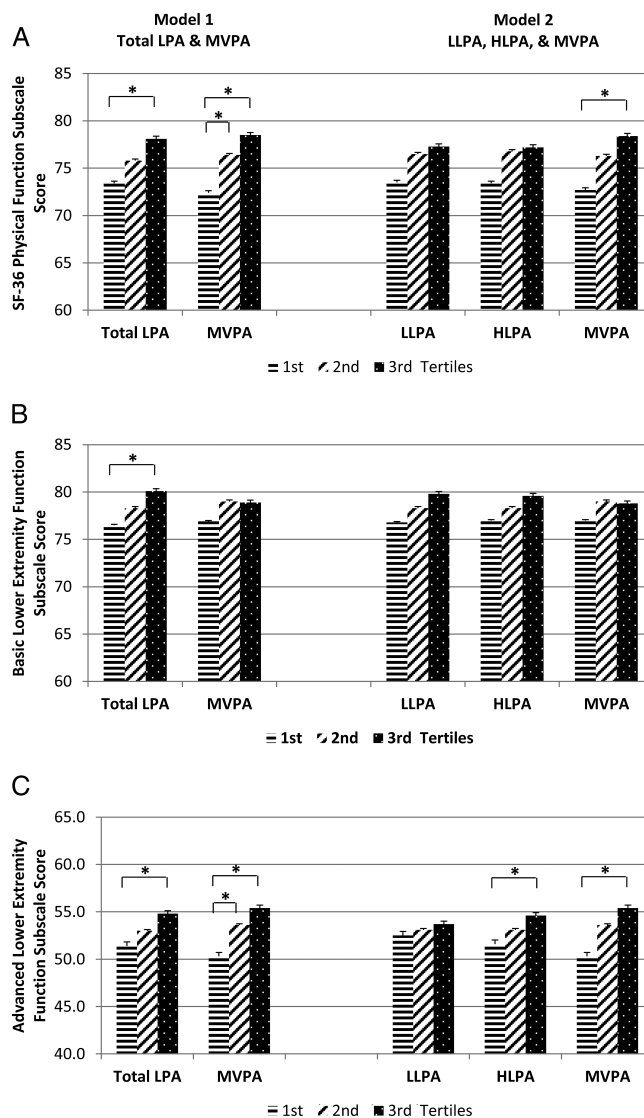 Model 1
Total LPA & MVPA
Model 2
LLPA, HLPA, & MVPA
A
SF-36 Physical Function Subscale
Score
85
80
75
70
65
60
*
*
*
*
Total LPA MVPA LLPA HLPA MVPA
1st 2nd 3rd Tertiles
B
Basic Lower Extremity Function
Subscale Score
85
80
75
70
65
60
*
Total LPA MVPA LLPA HLPA MVPA
1st 2nd 3rd Tertiles
C
Advanced Lower Extremity
Function Subscale Score
65.0
60.0
55.0
50.0
45.0
40.0
*
*
*
*
*
Total LPA MVPA LLPA HLPA MVPA
1st 2nd 3rd Tertiles